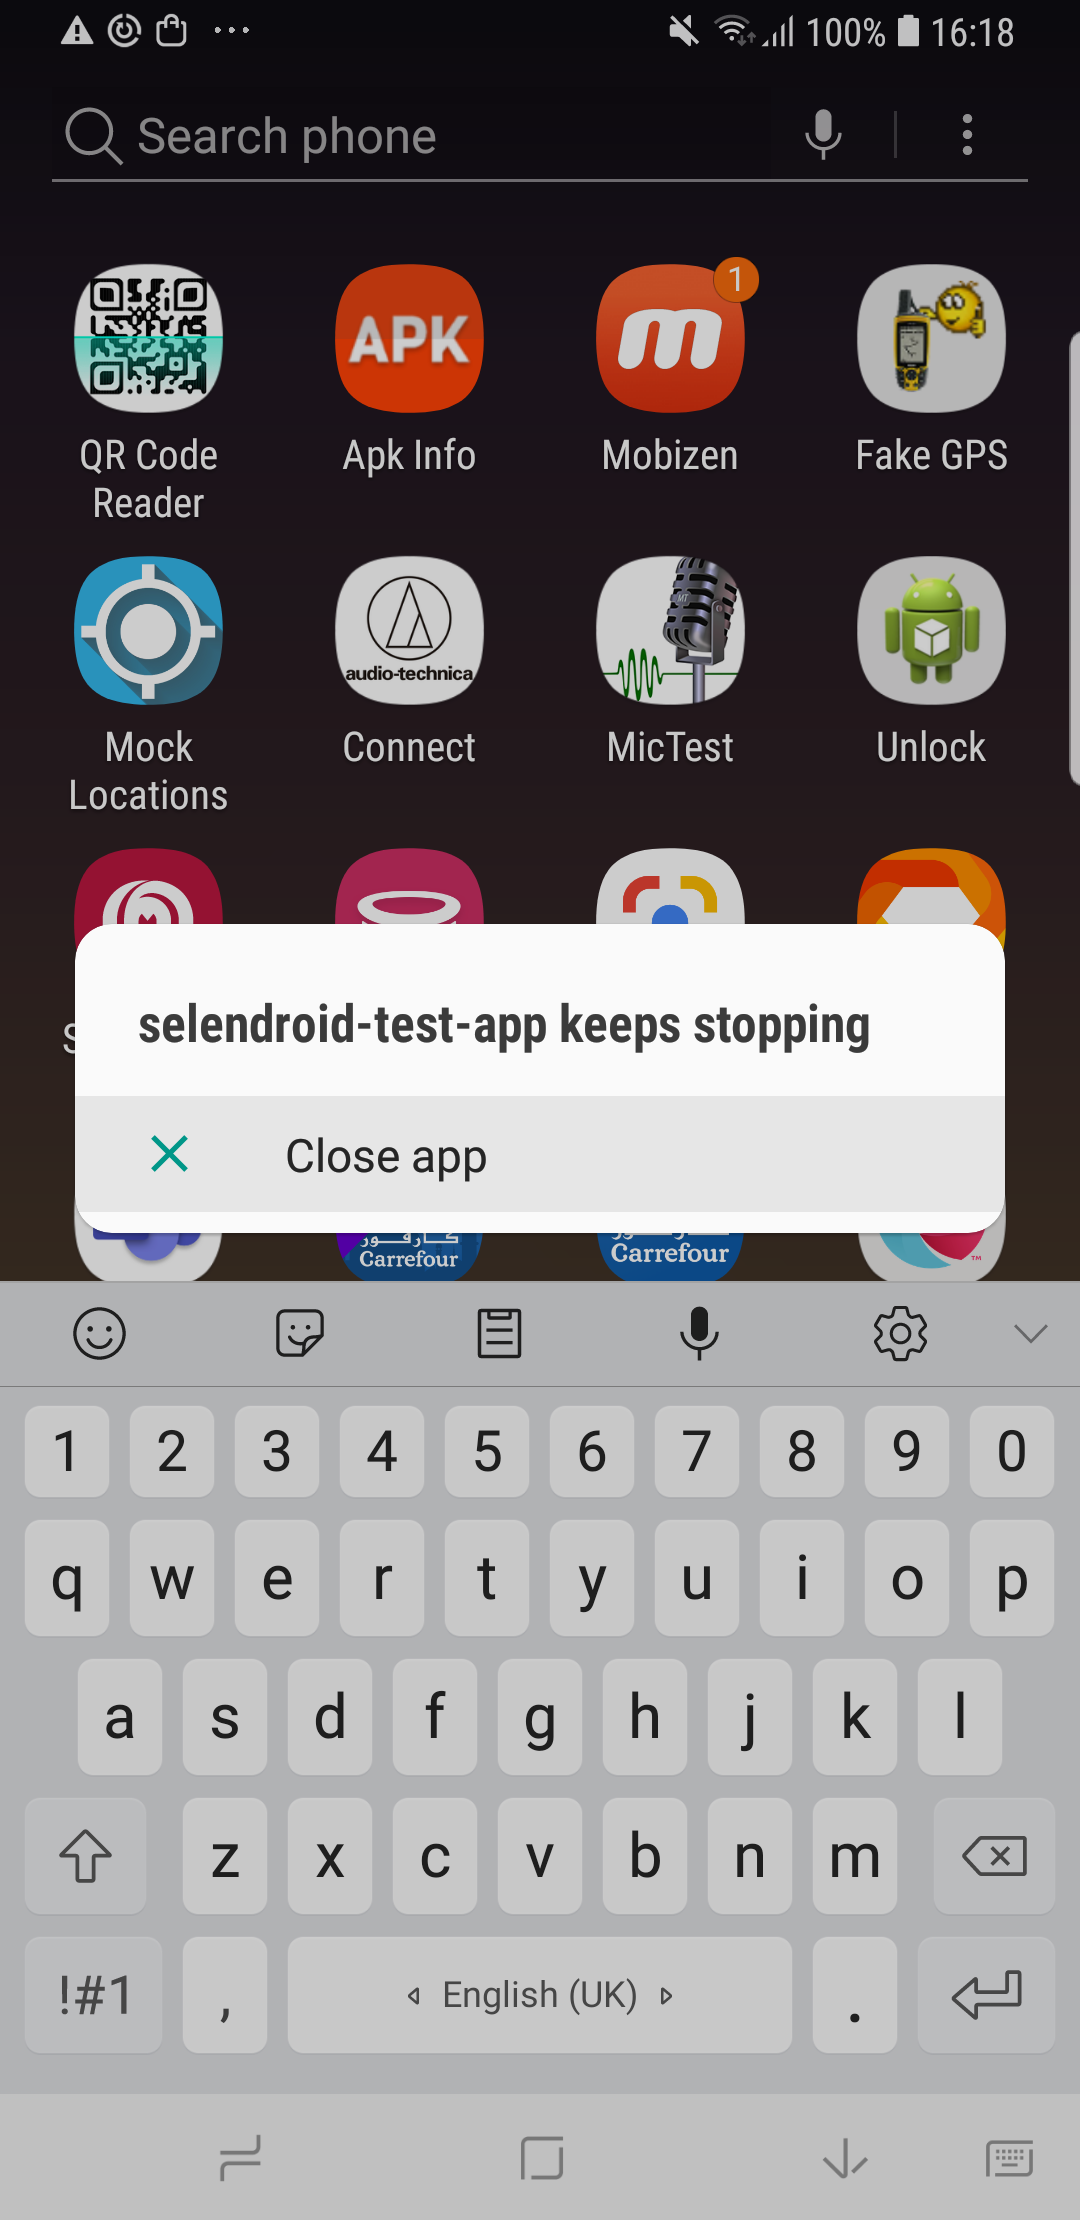 100% 16:18
Search phone
1
APK
m
QR Code
Reader
Apk Info
Mobizen
Fake GPS
MT
audio-technica
Mock
Locations
Connect
MicTest
Unlock
S
selendroid-test-app keeps stopping
Close app
Carrefour
Carrefour
TM
1 2 3 4 5 6 7 8 9 0
q w e r t y u i o p
a s d f g h j k l
z x c v b n m
!#1 , English (UK) .